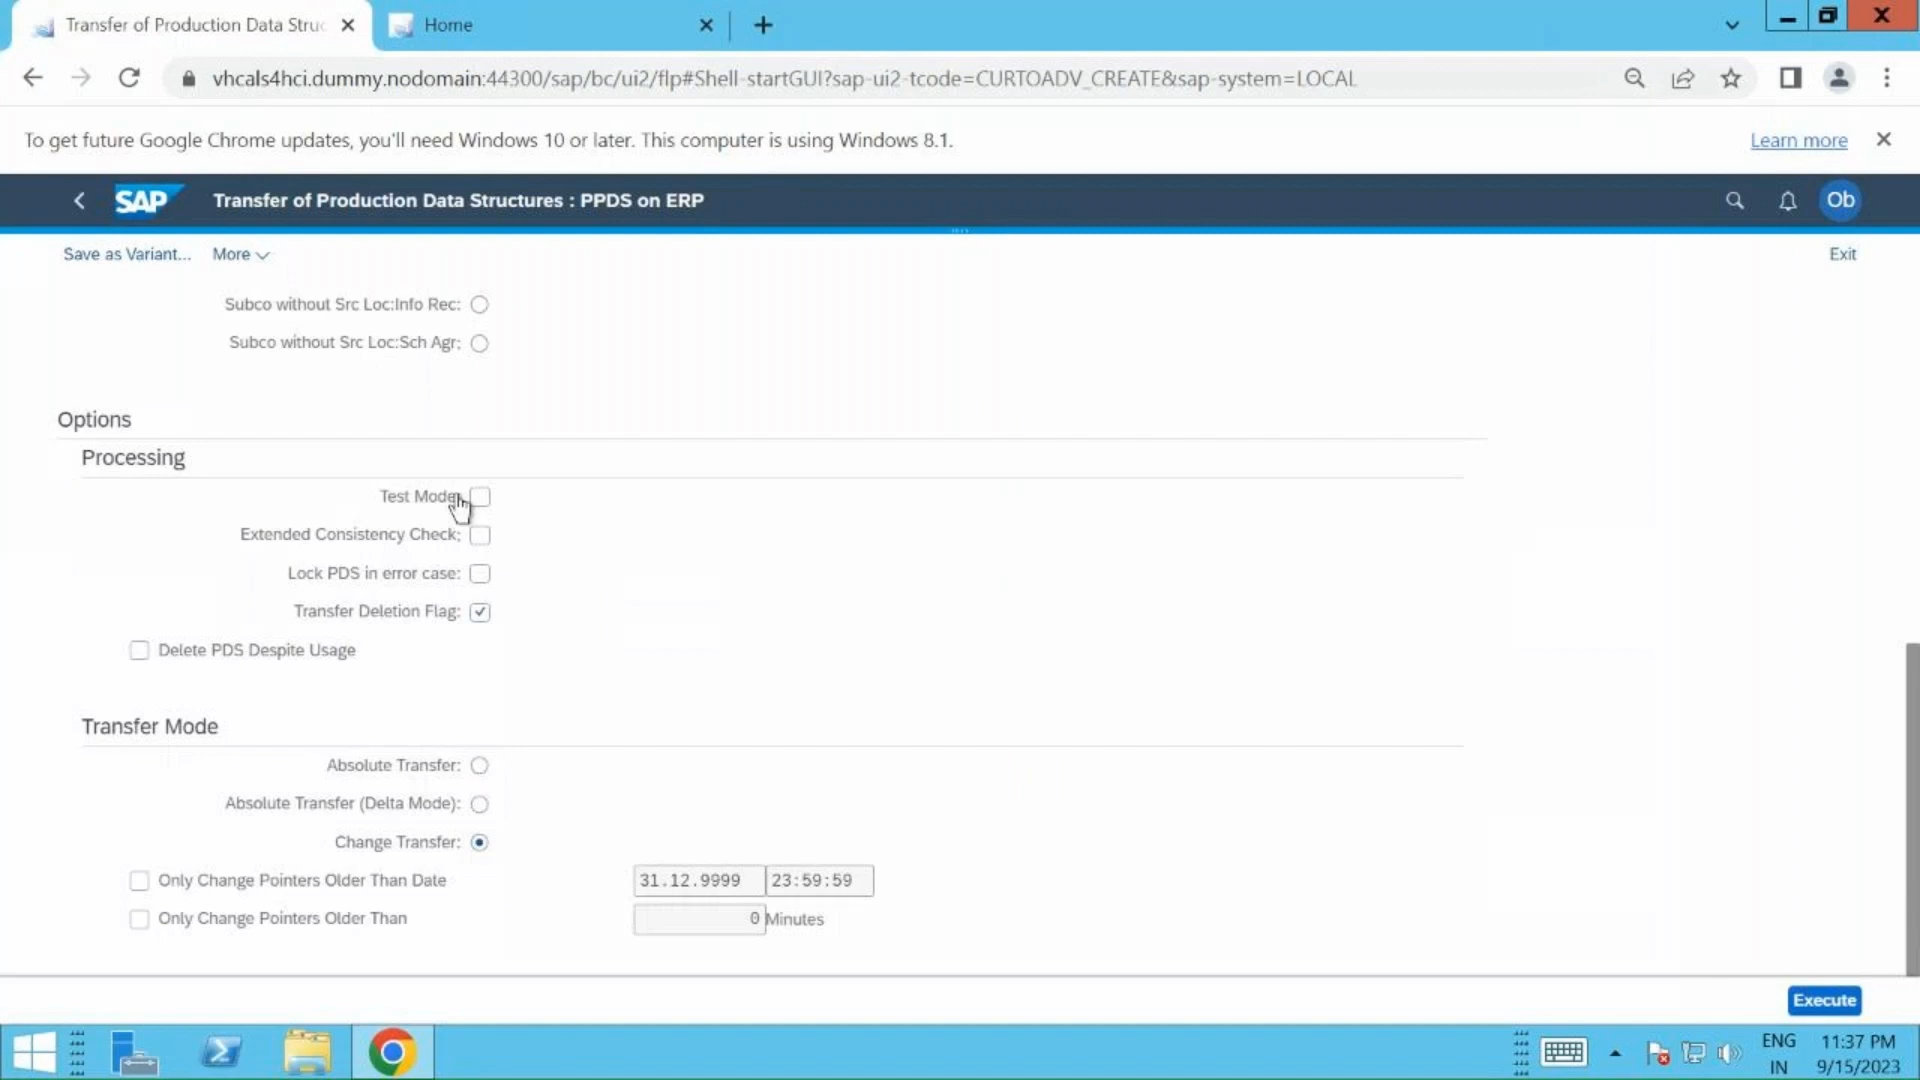 Transfer of Production Data Struc
Home
vhcals4hci.dummy.nodomain:44300/sap/bc/ui2/flp#Shell-startGUI?sap-ui2-tcode=CURTOADV_CREATE&sap-system=LOCAL
To get future Google Chrome updates, you'll need Windows 10 or later. This computer is using Windows 8.1.
Learn more
SAP
Transfer of Production Data Structures : PPDS on ERP
Ob
Save as Variant...
More
Exit
Subco without Src Loc:Info Rec:
Subco without Src Loc:Sch Agr:
Options
Processing
Test Mode
Extended Consistency Check:
Lock PDS in error case:
Transfer Deletion Flag:
Delete PDS Despite Usage
Transfer Mode
Absolute Transfer:
Absolute Transfer (Delta Mode):
Change Transfer:
Only Change Pointers Older Than Date
31.12.9999
23:59:59
Only Change Pointers Older Than
0 Minutes
Execute
ENG
11:37 PM
IN
9/15/2023